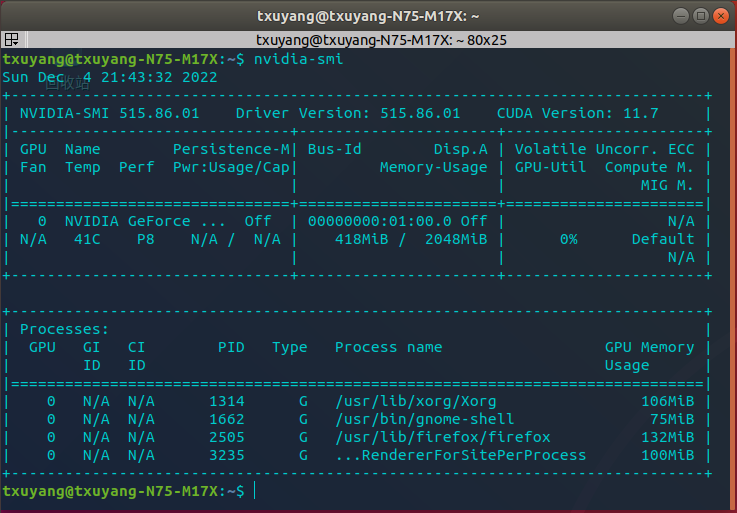 txuyang@txuyang-N75-M17X: ~
txuyang@txuyang-N75-M17X: ~ 80x25
txuyang@txuyang-N75-M17X:~$ nvidia-smi
Sun Dec  4 21:43:32 2022
回收站
+-----------------------------------------------------------------------------+
| NVIDIA-SMI 515.86.01    Driver Version: 515.86.01    CUDA Version: 11.7     |
|-------------------------------+----------------------+----------------------+
| GPU  Name        Persistence-M| Bus-Id        Disp.A | Volatile Uncorr. ECC |
| Fan  Temp  Perf  Pwr:Usage/Cap|         Memory-Usage | GPU-Util  Compute M. |
|                               |                      |               MIG M. |
|===============================+======================+======================|
|   0  NVIDIA GeForce ...  Off  | 00000000:01:00.0 Off |                  N/A |
| N/A   41C    P8    N/A /  N/A |    418MiB /  2048MiB |      0%      Default |
|                               |                      |                  N/A |
+-------------------------------+----------------------+----------------------+
+-----------------------------------------------------------------------------+
| Processes:                                                                  |
|  GPU   GI   CI        PID   Type   Process name                  GPU Memory |
|        ID   ID                                                   Usage      |
|=============================================================================|
|    0   N/A  N/A      1314      G   /usr/lib/xorg/Xorg                106MiB |
|    0   N/A  N/A      1662      G   /usr/bin/gnome-shell               75MiB |
|    0   N/A  N/A      2505      G   /usr/lib/firefox/firefox          132MiB |
|    0   N/A  N/A      3235      G   ...RendererForSitePerProcess      100MiB |
+-----------------------------------------------------------------------------+
txuyang@txuyang-N75-M17X:~$